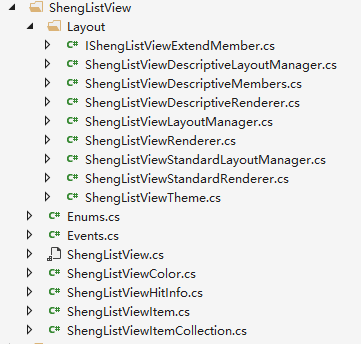 ShengListView
Layout
C# IShengListViewExtendMember.cs
C# ShengListViewDescriptiveLayoutManager.cs
C# ShengListViewDescriptiveMembers.cs
C# ShengListViewDescriptiveRenderer.cs
C# ShengListViewLayoutManager.cs
C# ShengListViewRenderer.cs
C# ShengListViewStandardLayoutManager.cs
C# ShengListViewStandardRenderer.cs
C# ShengListViewTheme.cs
C# Enums.cs
C# Events.cs
ShengListView.cs
C# ShengListViewColor.cs
C# ShengListViewHitInfo.cs
C# ShengListViewItem.cs
C# ShengListViewItemCollection.cs